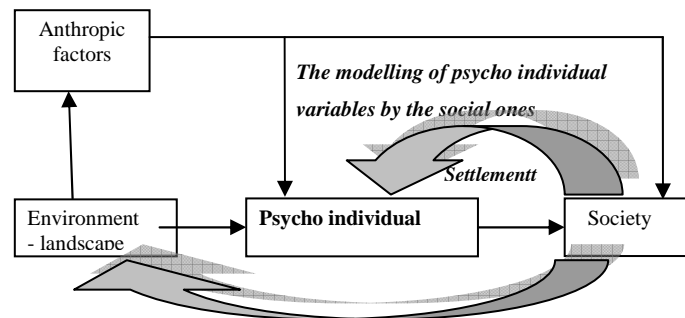 Anthropic
factors
The modelling of psycho individual
variables by the social ones
Settlementt
Environment
- landscape
Psycho individual
Society